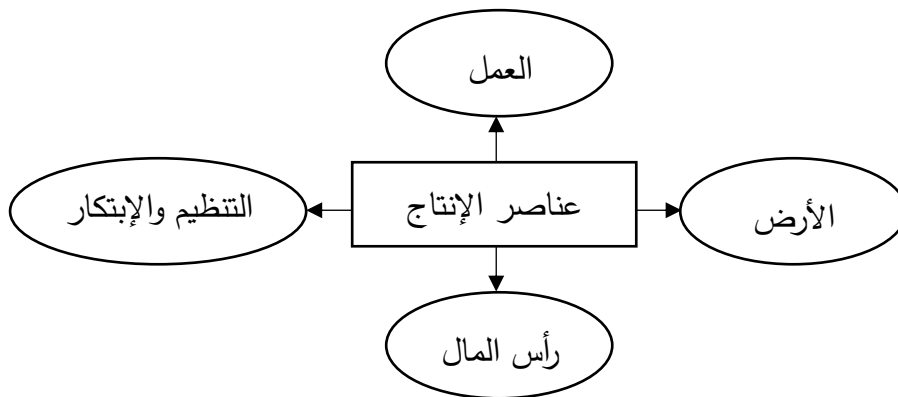 العمل
الأرض
عناصر الإنتاج
التنظيم والإبتكار
رأس المال